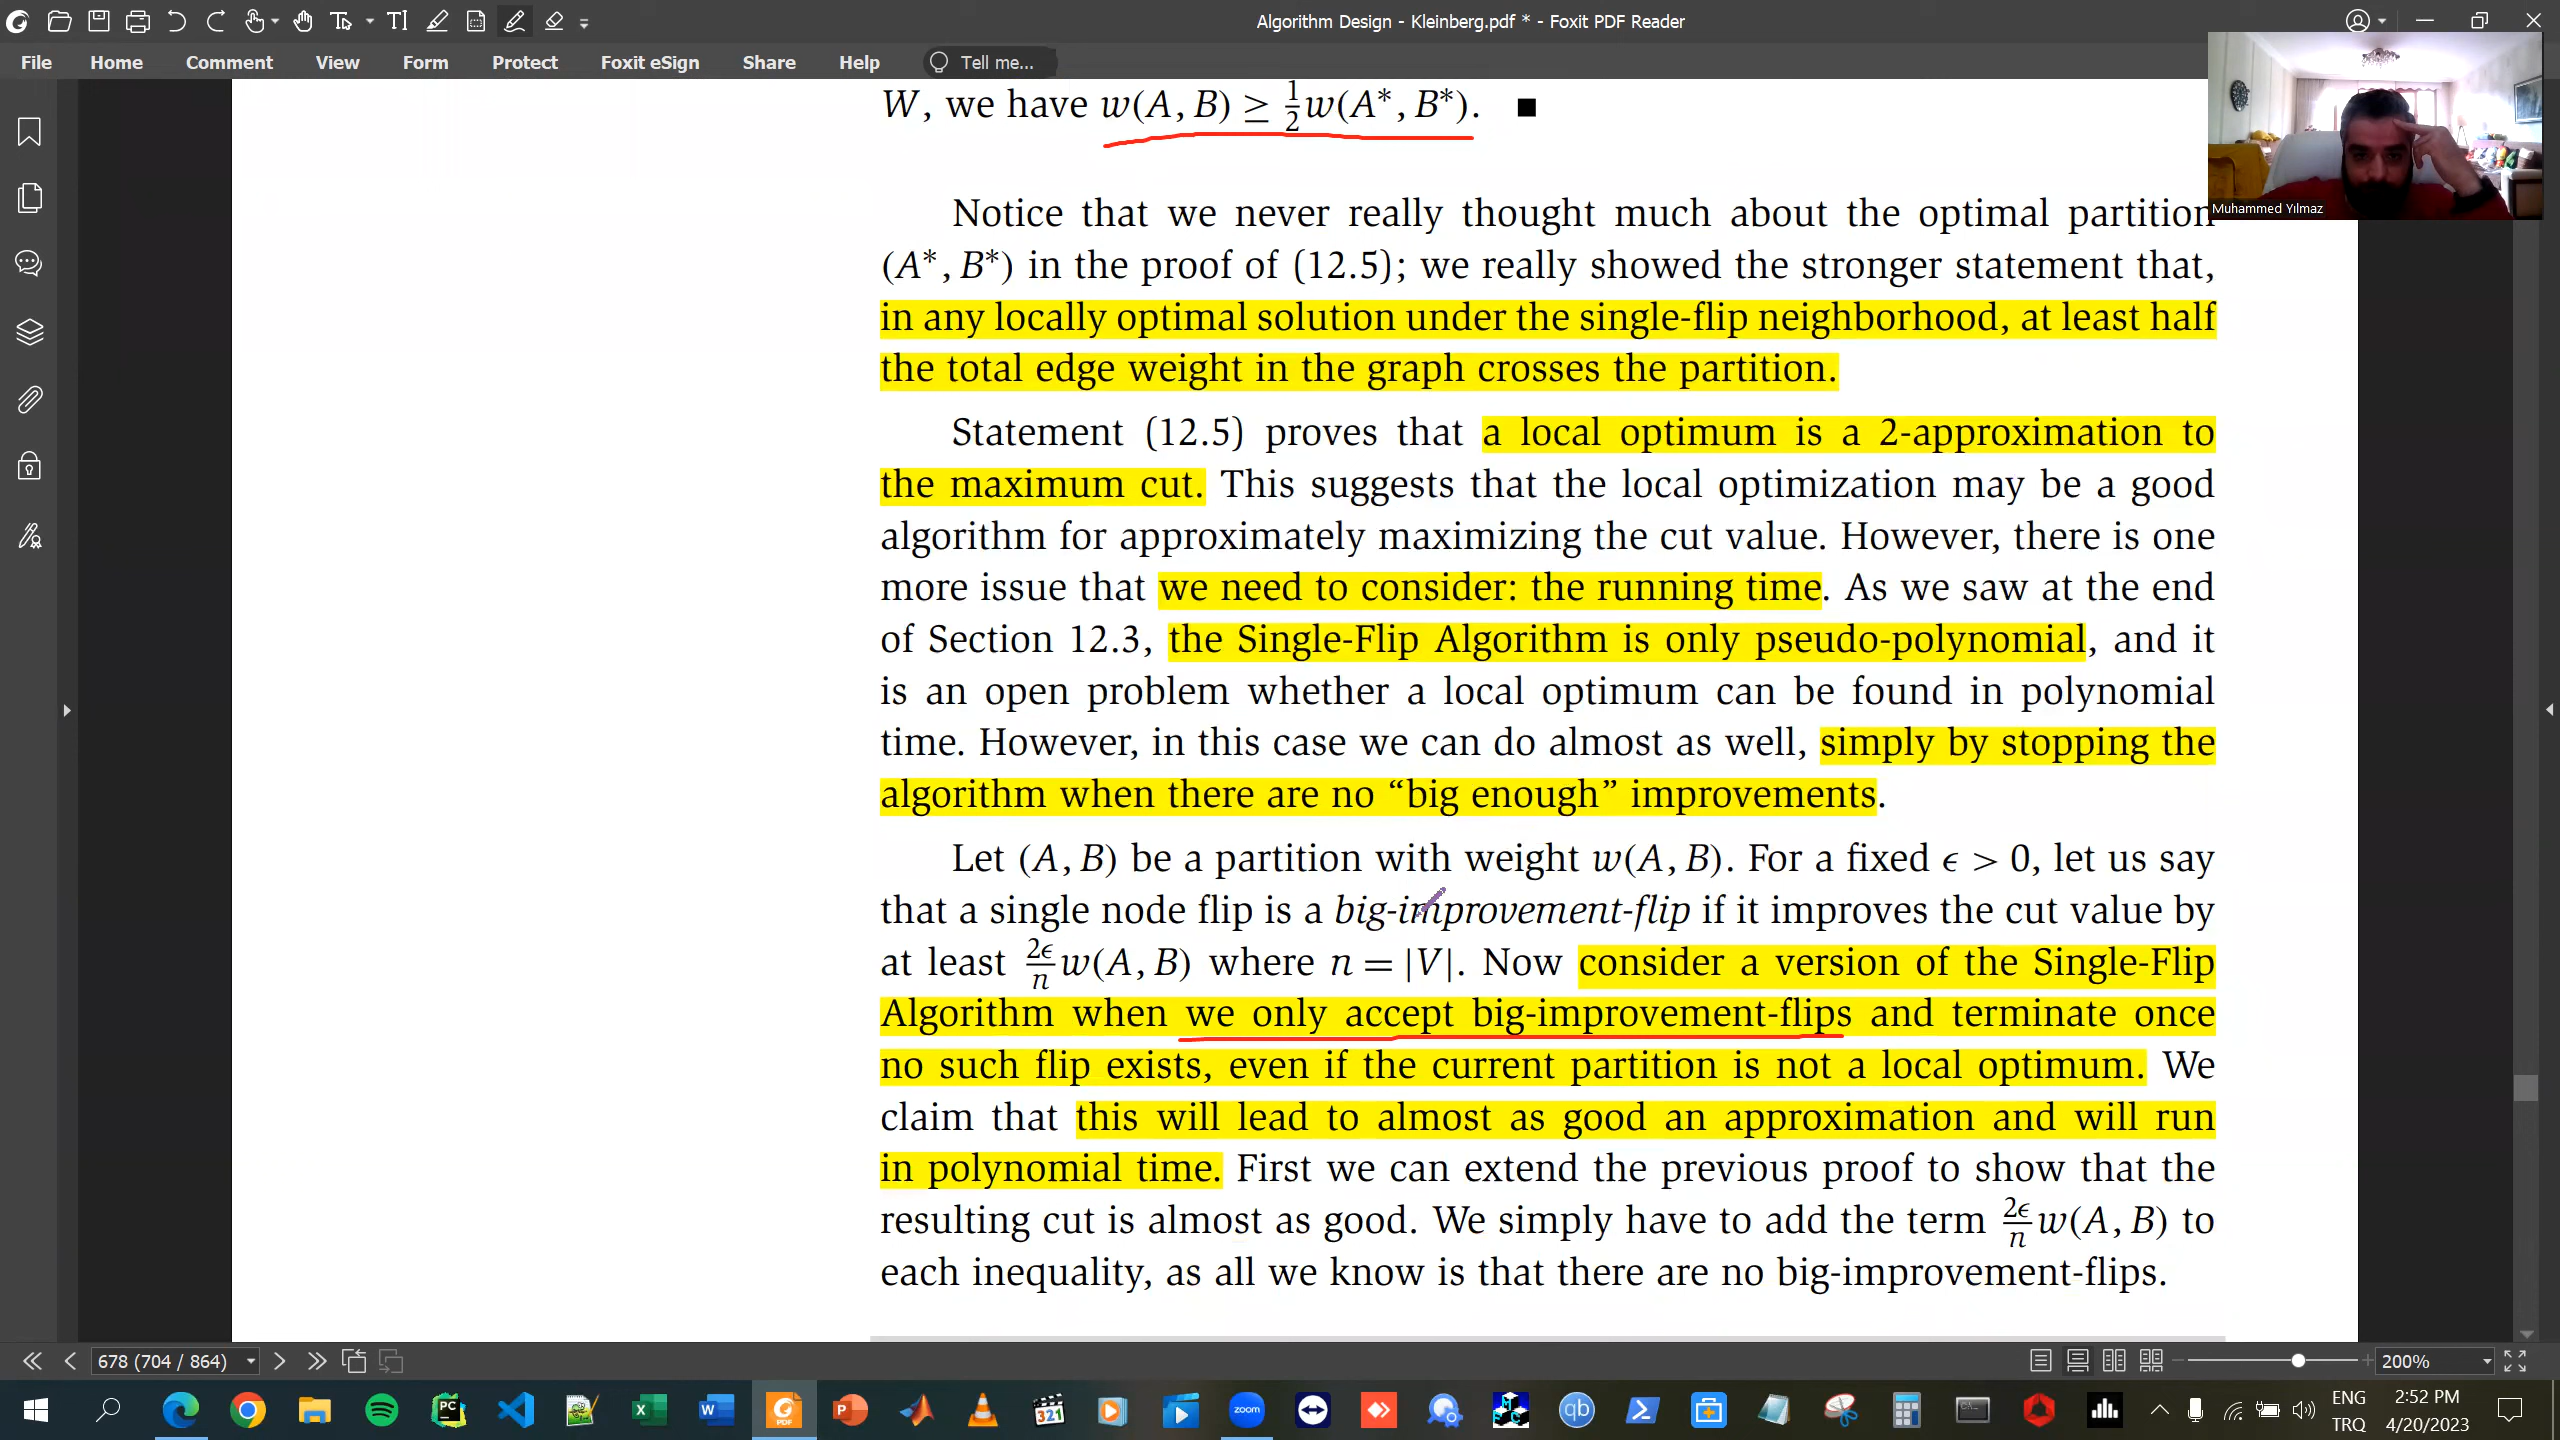 Algorithm Design - Kleinberg.pdf * - Foxit PDF Reader
File Home Comment View Form Protect Foxit eSign Share Help Tell me...
Muhammed Yılmaz
W, we have w(A, B) ≥ 1/2 w(A*, B*). ■
Notice that we never really thought much about the optimal partition
(A*, B*) in the proof of (12.5); we really showed the stronger statement that,
in any locally optimal solution under the single-flip neighborhood, at least half
the total edge weight in the graph crosses the partition.
Statement (12.5) proves that a local optimum is a 2-approximation to
the maximum cut. This suggests that the local optimization may be a good
algorithm for approximately maximizing the cut value. However, there is one
more issue that we need to consider: the running time. As we saw at the end
of Section 12.3, the Single-Flip Algorithm is only pseudo-polynomial, and it
is an open problem whether a local optimum can be found in polynomial
time. However, in this case we can do almost as well, simply by stopping the
algorithm when there are no “big enough” improvements.
Let (A, B) be a partition with weight w(A, B). For a fixed ϵ > 0, let us say
that a single node flip is a big-improvement-flip if it improves the cut value by
at least 2ϵ/n w(A, B) where n = |V|. Now consider a version of the Single-Flip
Algorithm when we only accept big-improvement-flips and terminate once
no such flip exists, even if the current partition is not a local optimum. We
claim that this will lead to almost as good an approximation and will run
in polynomial time. First we can extend the previous proof to show that the
resulting cut is almost as good. We simply have to add the term 2ϵ/n w(A, B) to
each inequality, as all we know is that there are no big-improvement-flips.
678 (704 / 864) 200%
ENG 2:52 PM
TRQ 4/20/2023